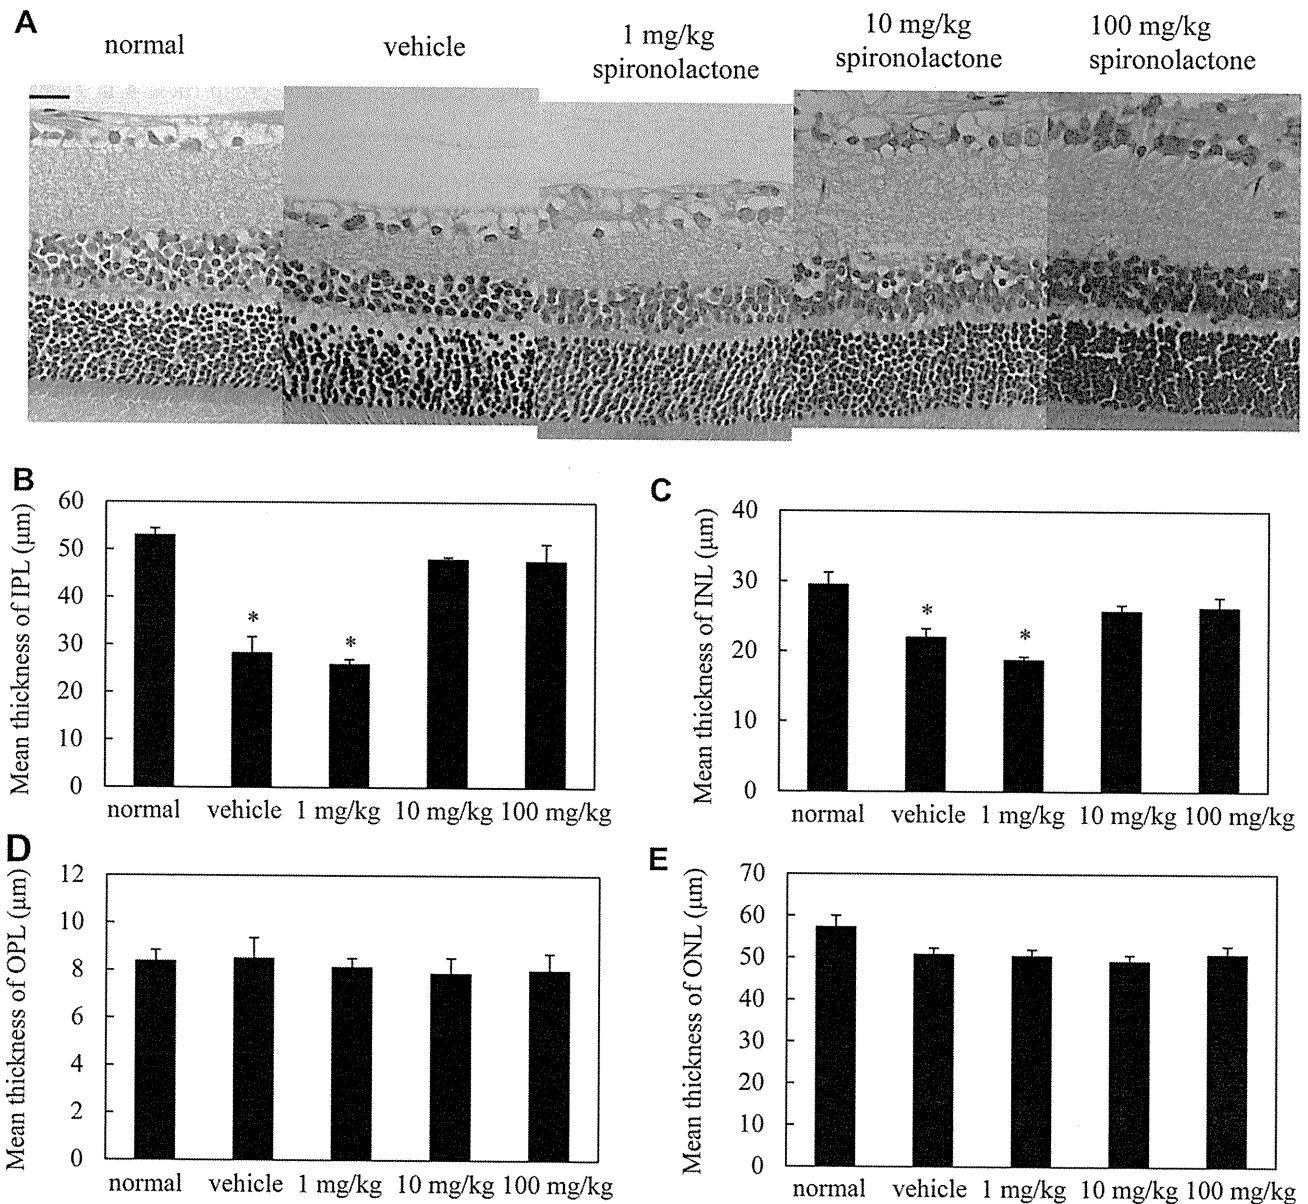 A
normal
vehicle
1 mg/kg
spironolactone
10 mg/kg
spironolactone
100 mg/kg
spironolactone
B
Mean thickness of IPL (μm)
60
50
40
30
20
10
0
*
*
normal vehicle 1 mg/kg 10 mg/kg 100 mg/kg
C
Mean thickness of INL (μm)
40
30
20
10
0
*
*
normal vehicle 1 mg/kg 10 mg/kg 100 mg/kg
D
Mean thickness of OPL (μm)
12
10
8
6
4
2
0
normal vehicle 1 mg/kg 10 mg/kg 100 mg/kg
E
Mean thickness of ONL (μm)
70
60
50
40
30
20
10
0
normal vehicle 1 mg/kg 10 mg/kg 100 mg/kg